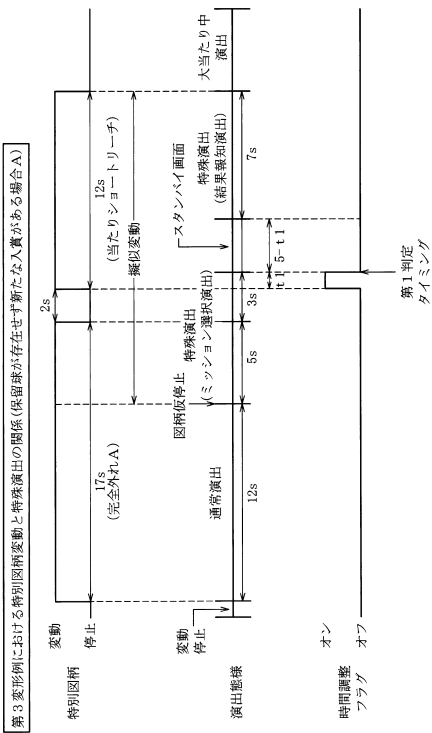 第3変形例における特別図柄変動と特殊演出の関係(保留球が存在せず新たな入賞がある場合A)
特別図柄
変動
停止
17s
(完全外れA)
2s
12s
(当たりショートリーチ)
擬似変動
演出態様
変動
停止
通常演出
図柄仮停止
特殊演出
(ミッション選択演出)
スタンバイ画面
特殊演出
(結果報知演出)
大当たり中
演出
12s
5s
3s
7s
t1
5-t1
時間調整
フラグ
オン
オフ
第1判定
タイミング